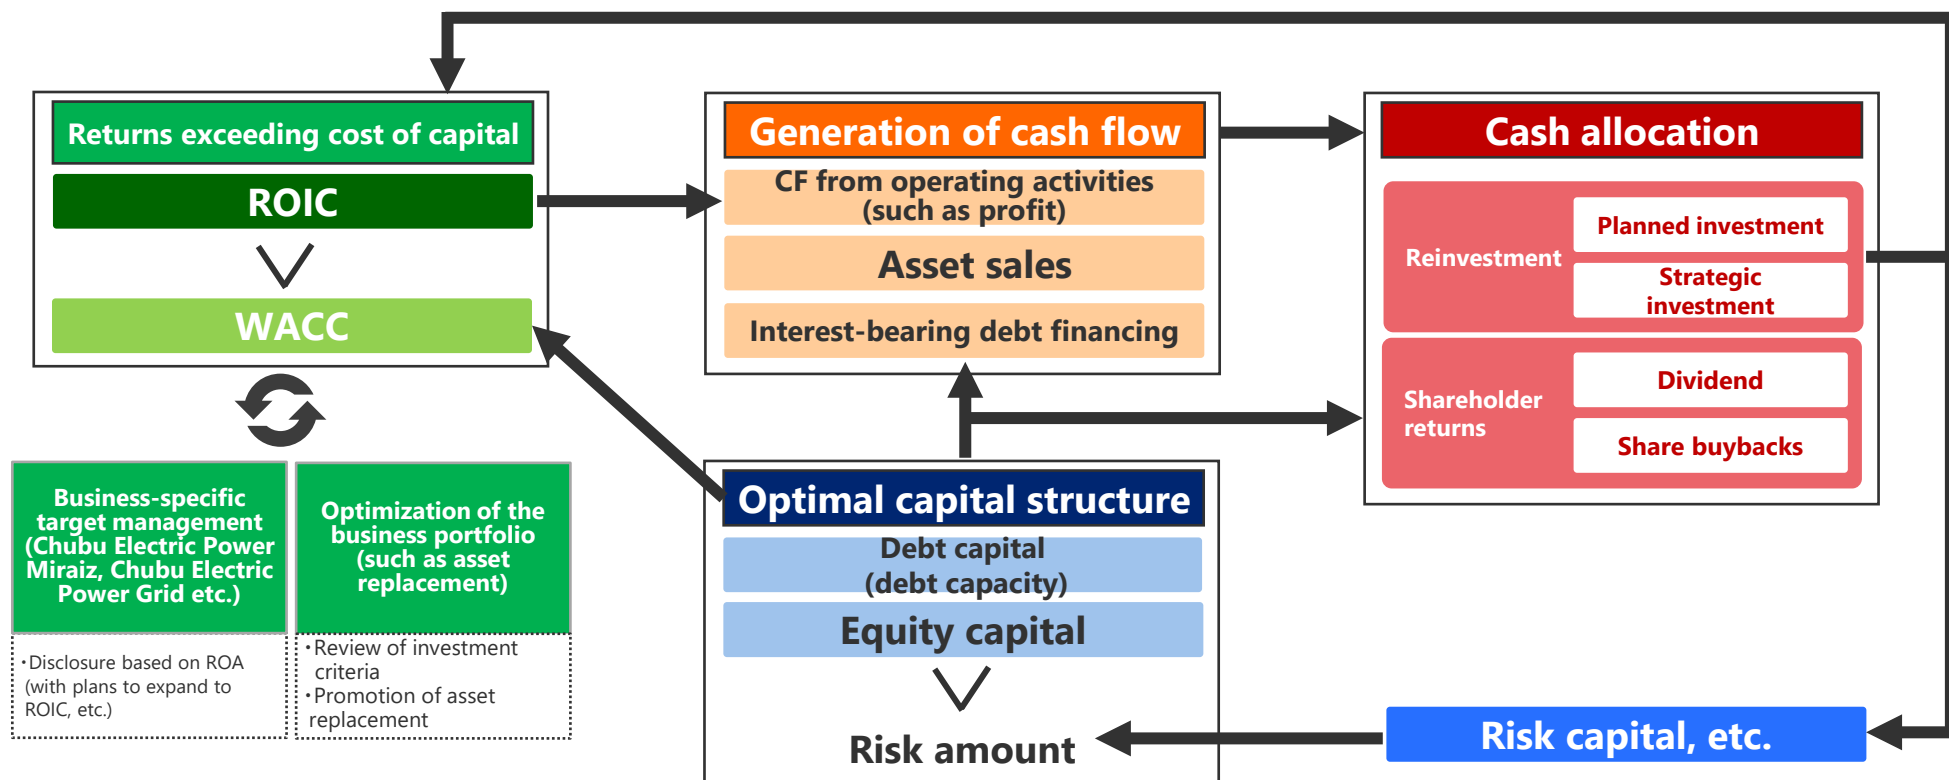 Returns exceeding cost of capital
ROIC
WACC
Business-specific
target management
(Chubu Electric Power
Miraiz, Chubu Electric
Power Grid etc.)
・Disclosure based on ROA
(with plans to expand to
ROIC, etc.)
Optimization of the
business portfolio
(such as asset
replacement)
・Review of investment
criteria
・Promotion of asset
replacement
Generation of cash flow
CF from operating activities
(such as profit)
Asset sales
Interest-bearing debt financing
Optimal capital structure
Debt capital
(debt capacity)
Equity capital
Risk amount
Cash allocation
Reinvestment
Planned investment
Strategic
investment
Shareholder
returns
Dividend
Share buybacks
Risk capital, etc.